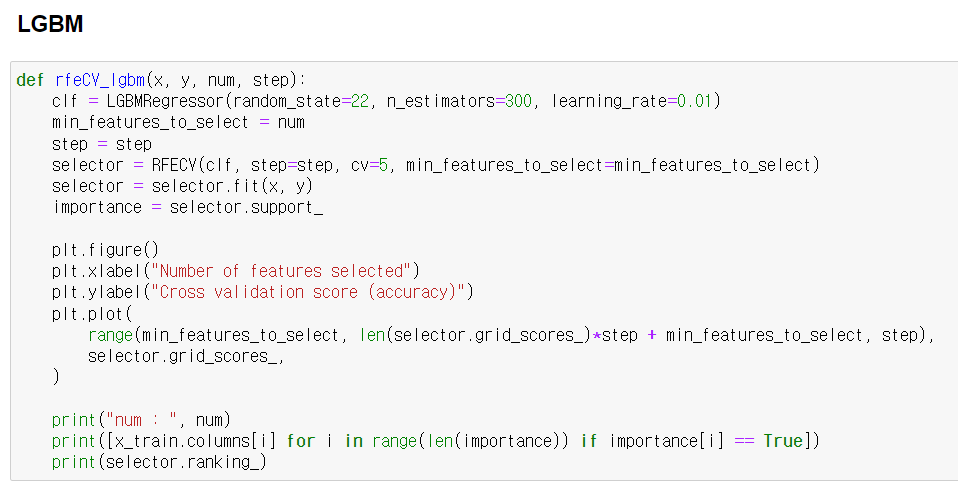 LGBM
def rfeCV_lgbm(x, y, num, step):
    clf = LGBMRegressor(random_state=22, n_estimators=300, learning_rate=0.01)
    min_features_to_select = num
    step = step
    selector = RFECV(clf, step=step, cv=5, min_features_to_select=min_features_to_select)
    selector = selector.fit(x, y)
    importance = selector.support_
    plt.figure()
    plt.xlabel("Number of features selected")
    plt.ylabel("Cross validation score (accuracy)")
    plt.plot(
        range(min_features_to_select, len(selector.grid_scores_)*step + min_features_to_select, step),
        selector.grid_scores_,
    )
    print("num : ", num)
    print([x_train.columns[i] for i in range(len(importance)) if importance[i] == True])
    print(selector.ranking_)